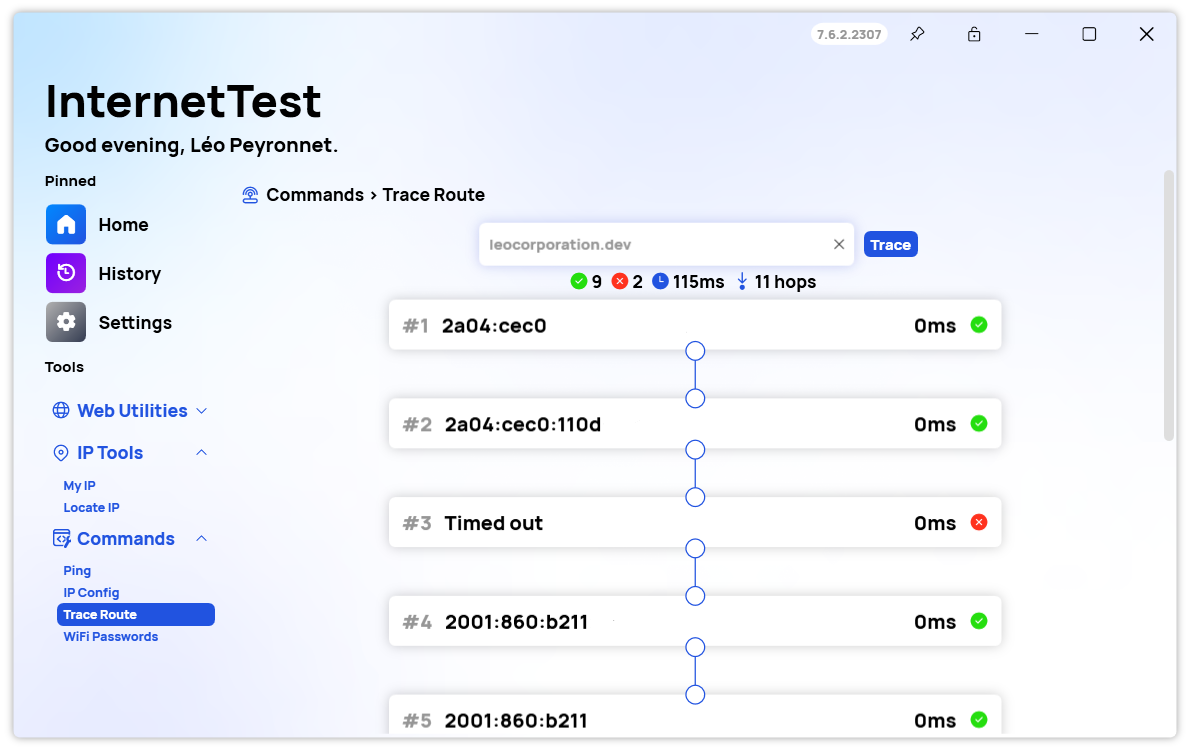 7.6.2.2307
InternetTest
Good evening, Léo Peyronnet.
Pinned
Home
History
Settings
Tools
Web Utilities
IP Tools
My IP
Locate IP
Commands
Ping
IP Config
Trace Route
WiFi Passwords
Commands > Trace Route
leocorporation.dev
Trace
9 2 115ms 11 hops
#1 2a04:cec0 0ms
#2 2a04:cec0:110d 0ms
#3 Timed out 0ms
#4 2001:860:b211 0ms
#5 2001:860:b211 0ms